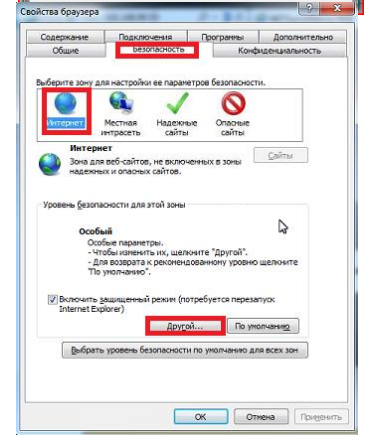 Свойства браузера
Содержание Подключения Программы Дополнительно
Общие Безопасность Конфиденциальность
Выберите зону для настройки ее параметров безопасности.
Интернет Местная интрасеть Надежные сайты Опасные сайты
Интернет
Зона для веб-сайтов, не включенных в зоны
надежных и опасных сайтов.
Сайты
Уровень безопасности для этой зоны
Особый
Особые параметры.
- Чтобы изменить их, щелкните "Другой".
- Для возврата к рекомендованному уровню щелкните
"По умолчанию".
Включить защищенный режим (потребуется перезапуск
Internet Explorer)
Другой... По умолчанию
Выбрать уровень безопасности по умолчанию для всех зон
ОК Отмена Применить